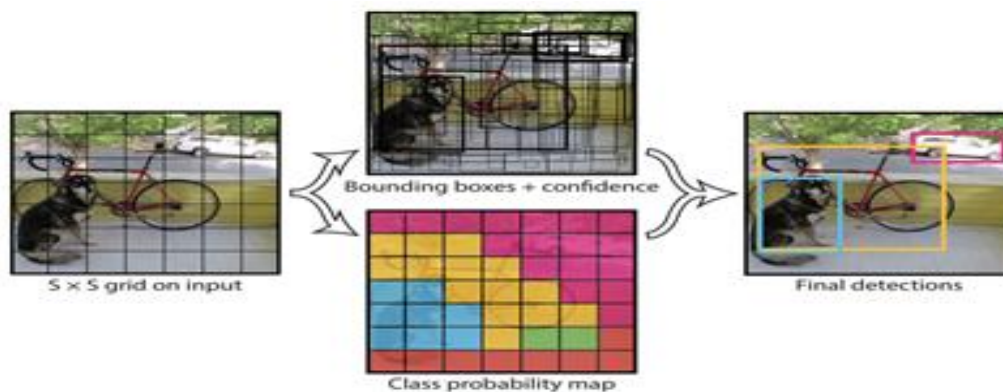 Bounding boxes + confidence
S × S grid on input
Final detections
Class probability map